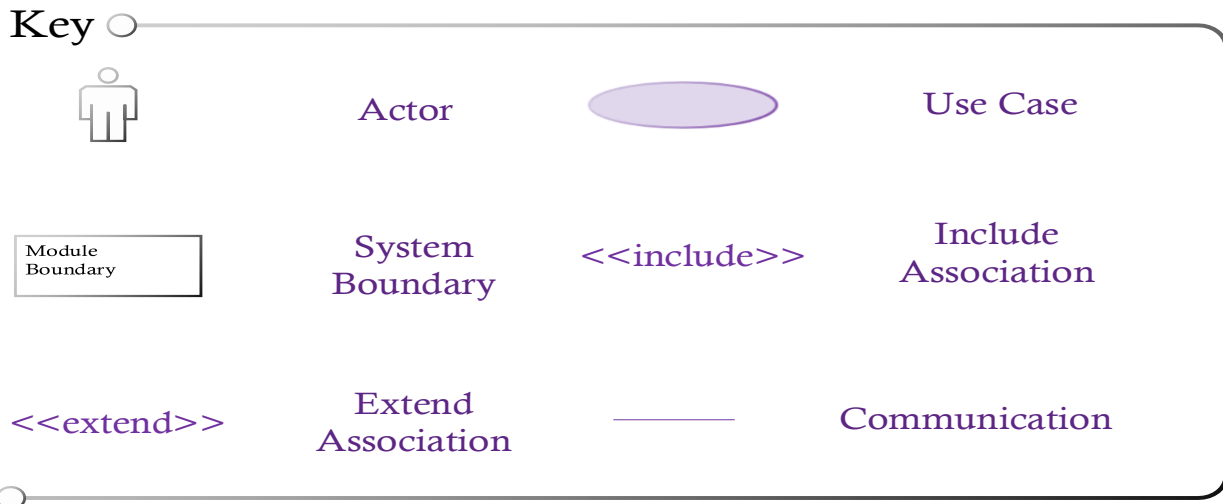 Key
Actor
Use Case
Module
Boundary
System
Boundary
<<include>>
Include
Association
<<extend>>
Extend
Association
Communication